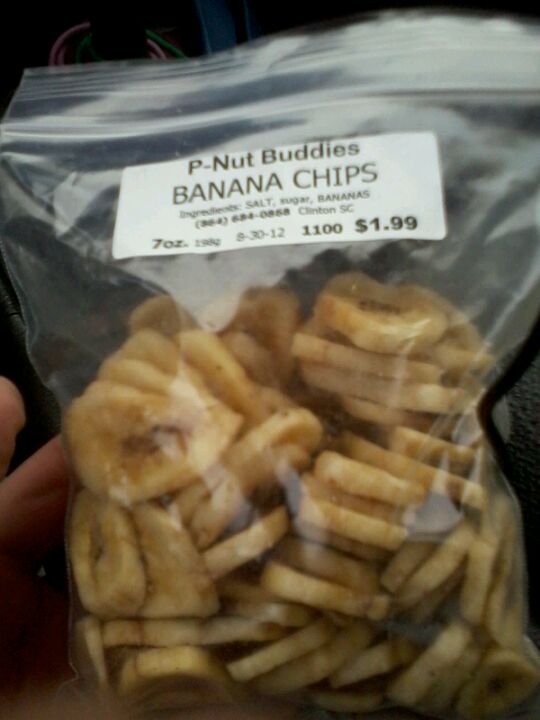 P-Nut Buddies
BANANA CHIPS
Ingredients: SALT, sugar, BANANAS
(864) 684-0868 Clinton SC
7oz. 198g 8-30-12 1100 $1.99